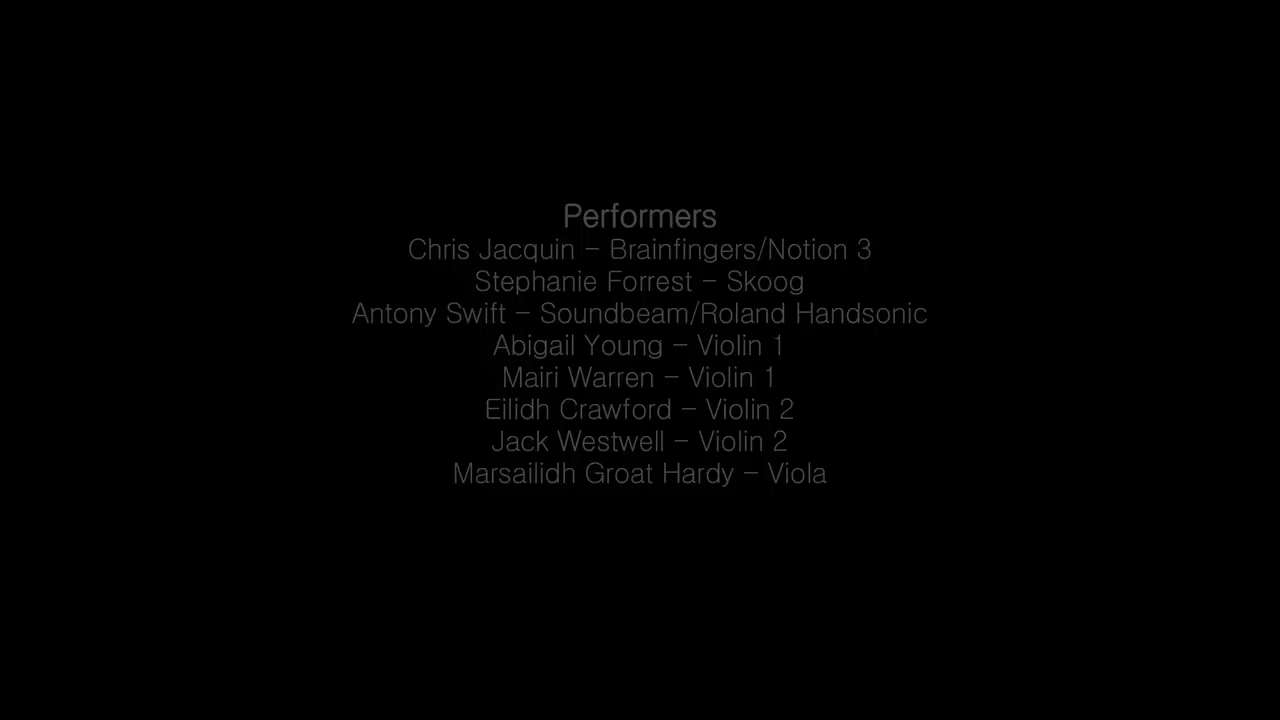 Performers
Chris Jacquin – Brainfingers/Notion 3
Stephanie Forrest – Skoog
Antony Swift – Soundbeam/Roland Handsonic
Abigail Young – Violin 1
Mairi Warren – Violin 1
Eilidh Crawford – Violin 2
Jack Westwell – Violin 2
Marsailidh Groat Hardy – Viola